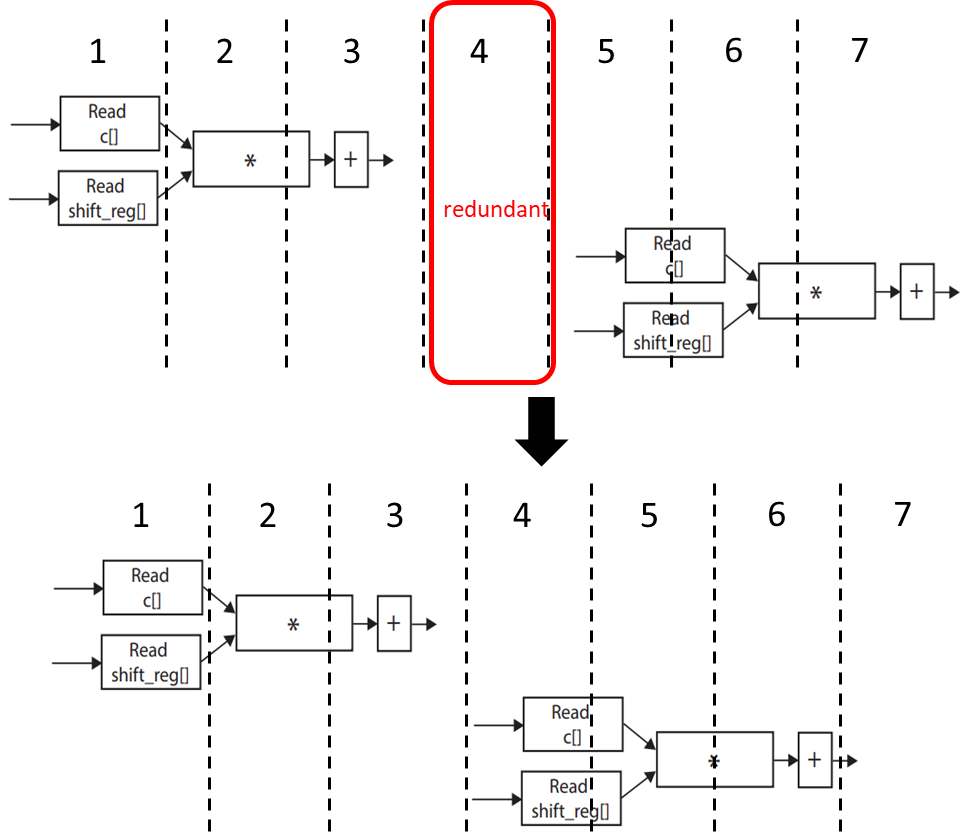 1 2 3 4 5 6 7
Read
c[]
*
+
Read
shift_reg[]
redundant
Read
c[]
*
+
Read
shift_reg[]
1 2 3 4 5 6 7
Read
c[]
*
+
Read
shift_reg[]
Read
c[]
*
+
Read
shift_reg[]